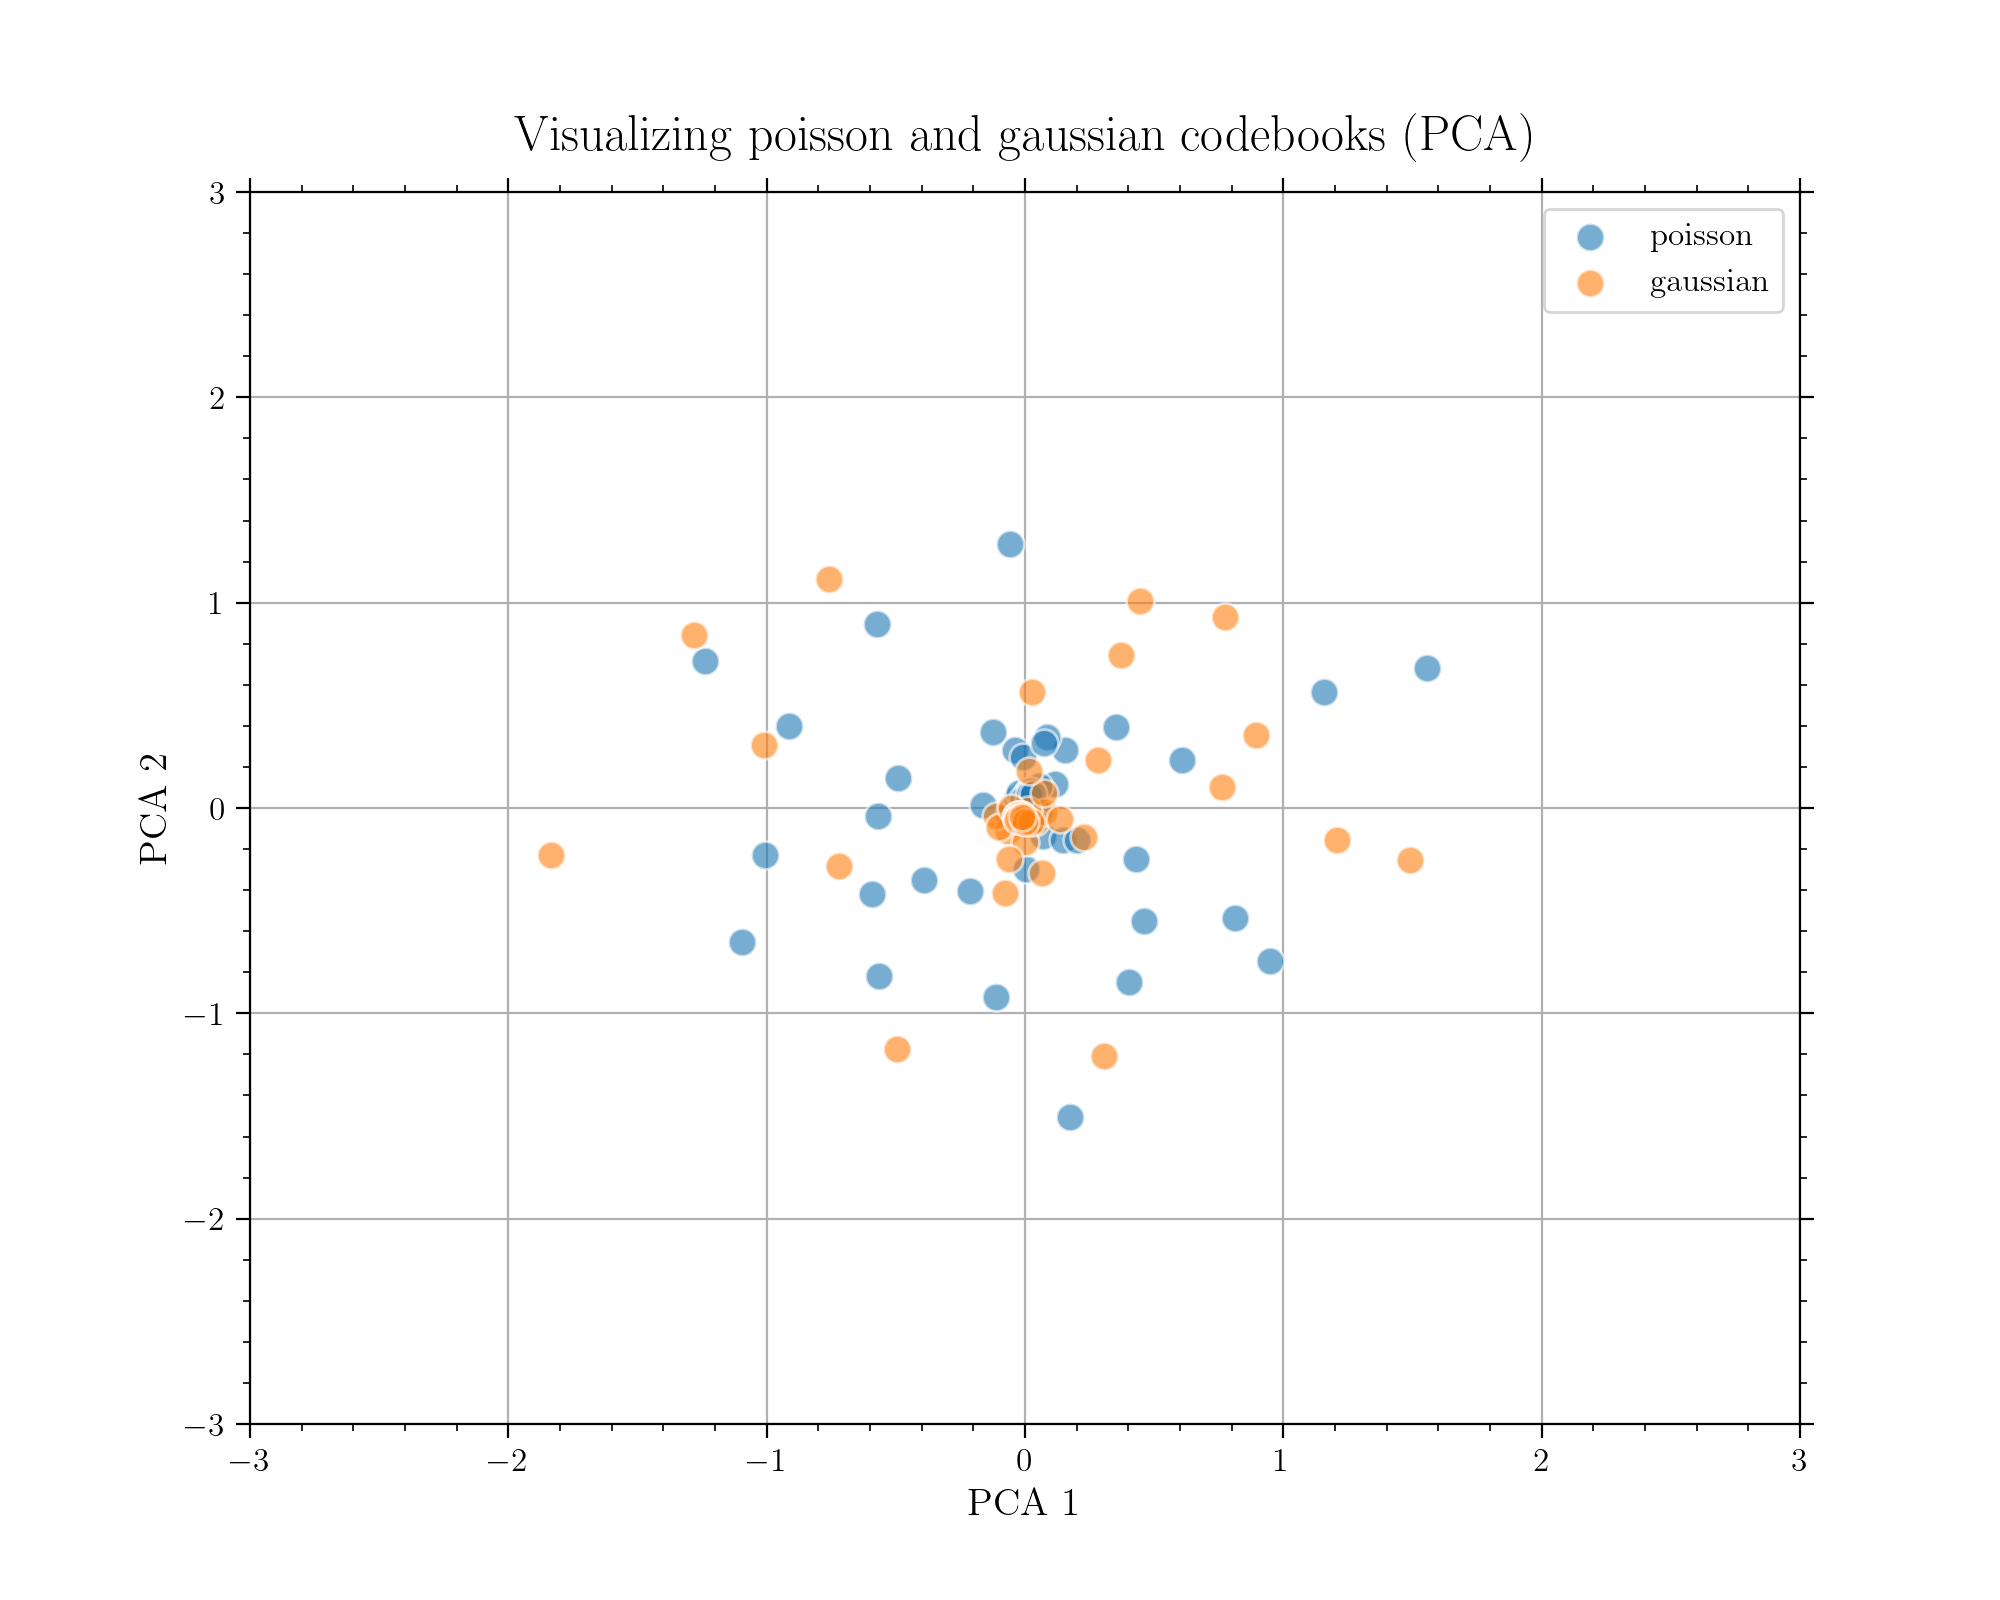 Visualizing poisson and gaussian codebooks (PCA)
poisson
gaussian
3
2
1
0
−1
−2
−3
PCA 2
−3
−2
−1
0
1
2
3
PCA 1